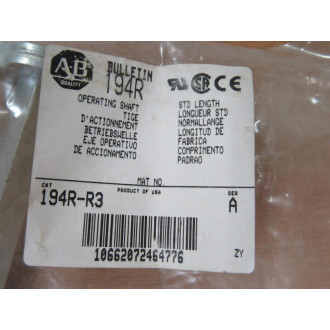 AB
QUALITY
BULLETIN
194R
OPERATING SHAFT
TIGE
D'ACTIONNEMENT
BETRIEBSWELLE
EJE OPERATIVO
DE ACCIONAMENTO
STD LENGTH
LONGUEUR STD
NORMALLANGE
LONGITUD DE
FABRICA
COMPRIMENTO
PADRAO
MAT NO.
CAT
PRODUCT OF USA
SER
194R-R3
A
10662072464776
ZY